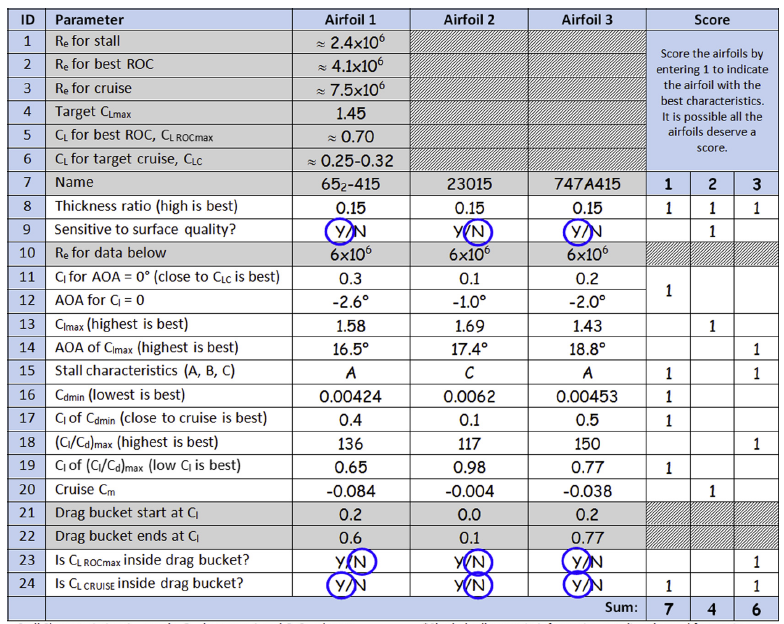 ID Parameter Airfoil 1 Airfoil 2 Airfoil 3 Score
1 Re for stall ≈ 2.4x10⁶
2 Re for best ROC ≈ 4.1x10⁶
3 Re for cruise ≈ 7.5x10⁶
4 Target CLmax 1.45
5 CL for best ROC, CL ROCmax ≈ 0.70
6 CL for target cruise, CLC ≈ 0.25-0.32
Score the airfoils by
entering 1 to indicate
the airfoil with the
best characteristics.
It is possible all the
airfoils deserve a
score.
7 Name 65₂-415 23015 747A415 1 2 3
8 Thickness ratio (high is best) 0.15 0.15 0.15 1 1 1
9 Sensitive to surface quality? Y/N Y/N Y/N 1
10 Re for data below 6x10⁶ 6x10⁶ 6x10⁶
11 Cl for AOA = 0° (close to CLC is best) 0.3 0.1 0.2 1
12 AOA for Cl = 0 -2.6° -1.0° -2.0°
13 Clmax (highest is best) 1.58 1.69 1.43 1
14 AOA of Clmax (highest is best) 16.5° 17.4° 18.8° 1
15 Stall characteristics (A, B, C) A C A 1 1
16 Cdmin (lowest is best) 0.00424 0.0062 0.00453 1
17 Cl of Cdmin (close to cruise is best) 0.4 0.1 0.5 1
18 (Cl/Cd)max (highest is best) 136 117 150 1
19 Cl of (Cl/Cd)max (low Cl is best) 0.65 0.98 0.77 1
20 Cruise Cm -0.084 -0.004 -0.038 1
21 Drag bucket start at Cl 0.2 0.0 0.2
22 Drag bucket ends at Cl 0.6 0.1 0.77
23 Is CL ROCmax inside drag bucket? Y/N Y/N Y/N 1
24 Is CL CRUISE inside drag bucket? Y/N Y/N Y/N 1 1
Sum: 7 4 6